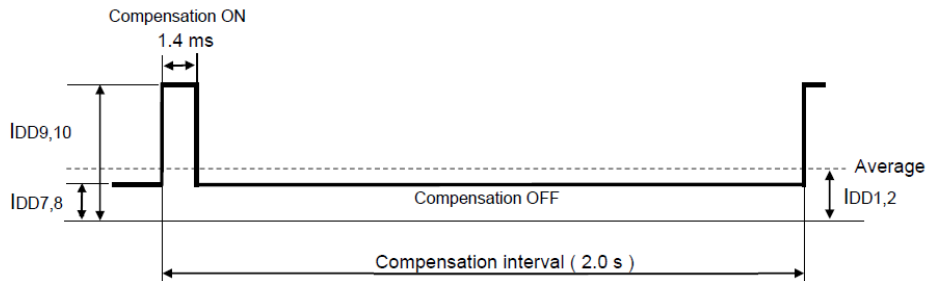 Compensation ON
1.4 ms
IDD9,10
Average
IDD7,8
Compensation OFF
IDD1,2
Compensation interval ( 2.0 s )